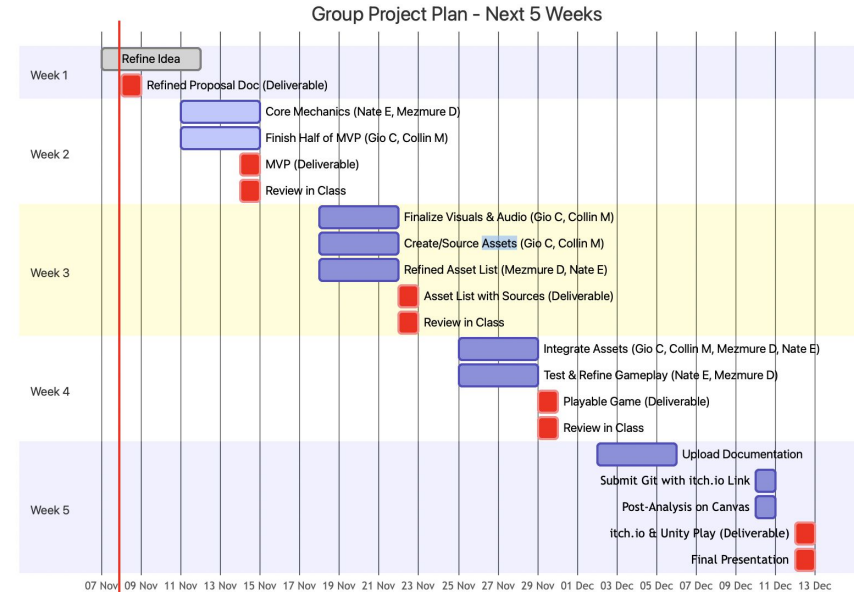 Group Project Plan - Next 5 Weeks
Week 1
Refine Idea
Refined Proposal Doc (Deliverable)
Week 2
Core Mechanics (Nate E, Mezmure D)
Finish Half of MVP (Gio C, Collin M)
MVP (Deliverable)
Review in Class
Week 3
Finalize Visuals & Audio (Gio C, Collin M)
Create/Source Assets (Gio C, Collin M)
Refined Asset List (Mezmure D, Nate E)
Asset List with Sources (Deliverable)
Review in Class
Week 4
Integrate Assets (Gio C, Collin M, Mezmure D, Nate E)
Test & Refine Gameplay (Nate E, Mezmure D)
Playable Game (Deliverable)
Review in Class
Week 5
Upload Documentation
Submit Git with itch.io Link
Post-Analysis on Canvas
itch.io & Unity Play (Deliverable)
Final Presentation
07 Nov 09 Nov 11 Nov 13 Nov 15 Nov 17 Nov 19 Nov 21 Nov 23 Nov 25 Nov 27 Nov 29 Nov 01 Dec 03 Dec 05 Dec 07 Dec 09 Dec 11 Dec 13 Dec